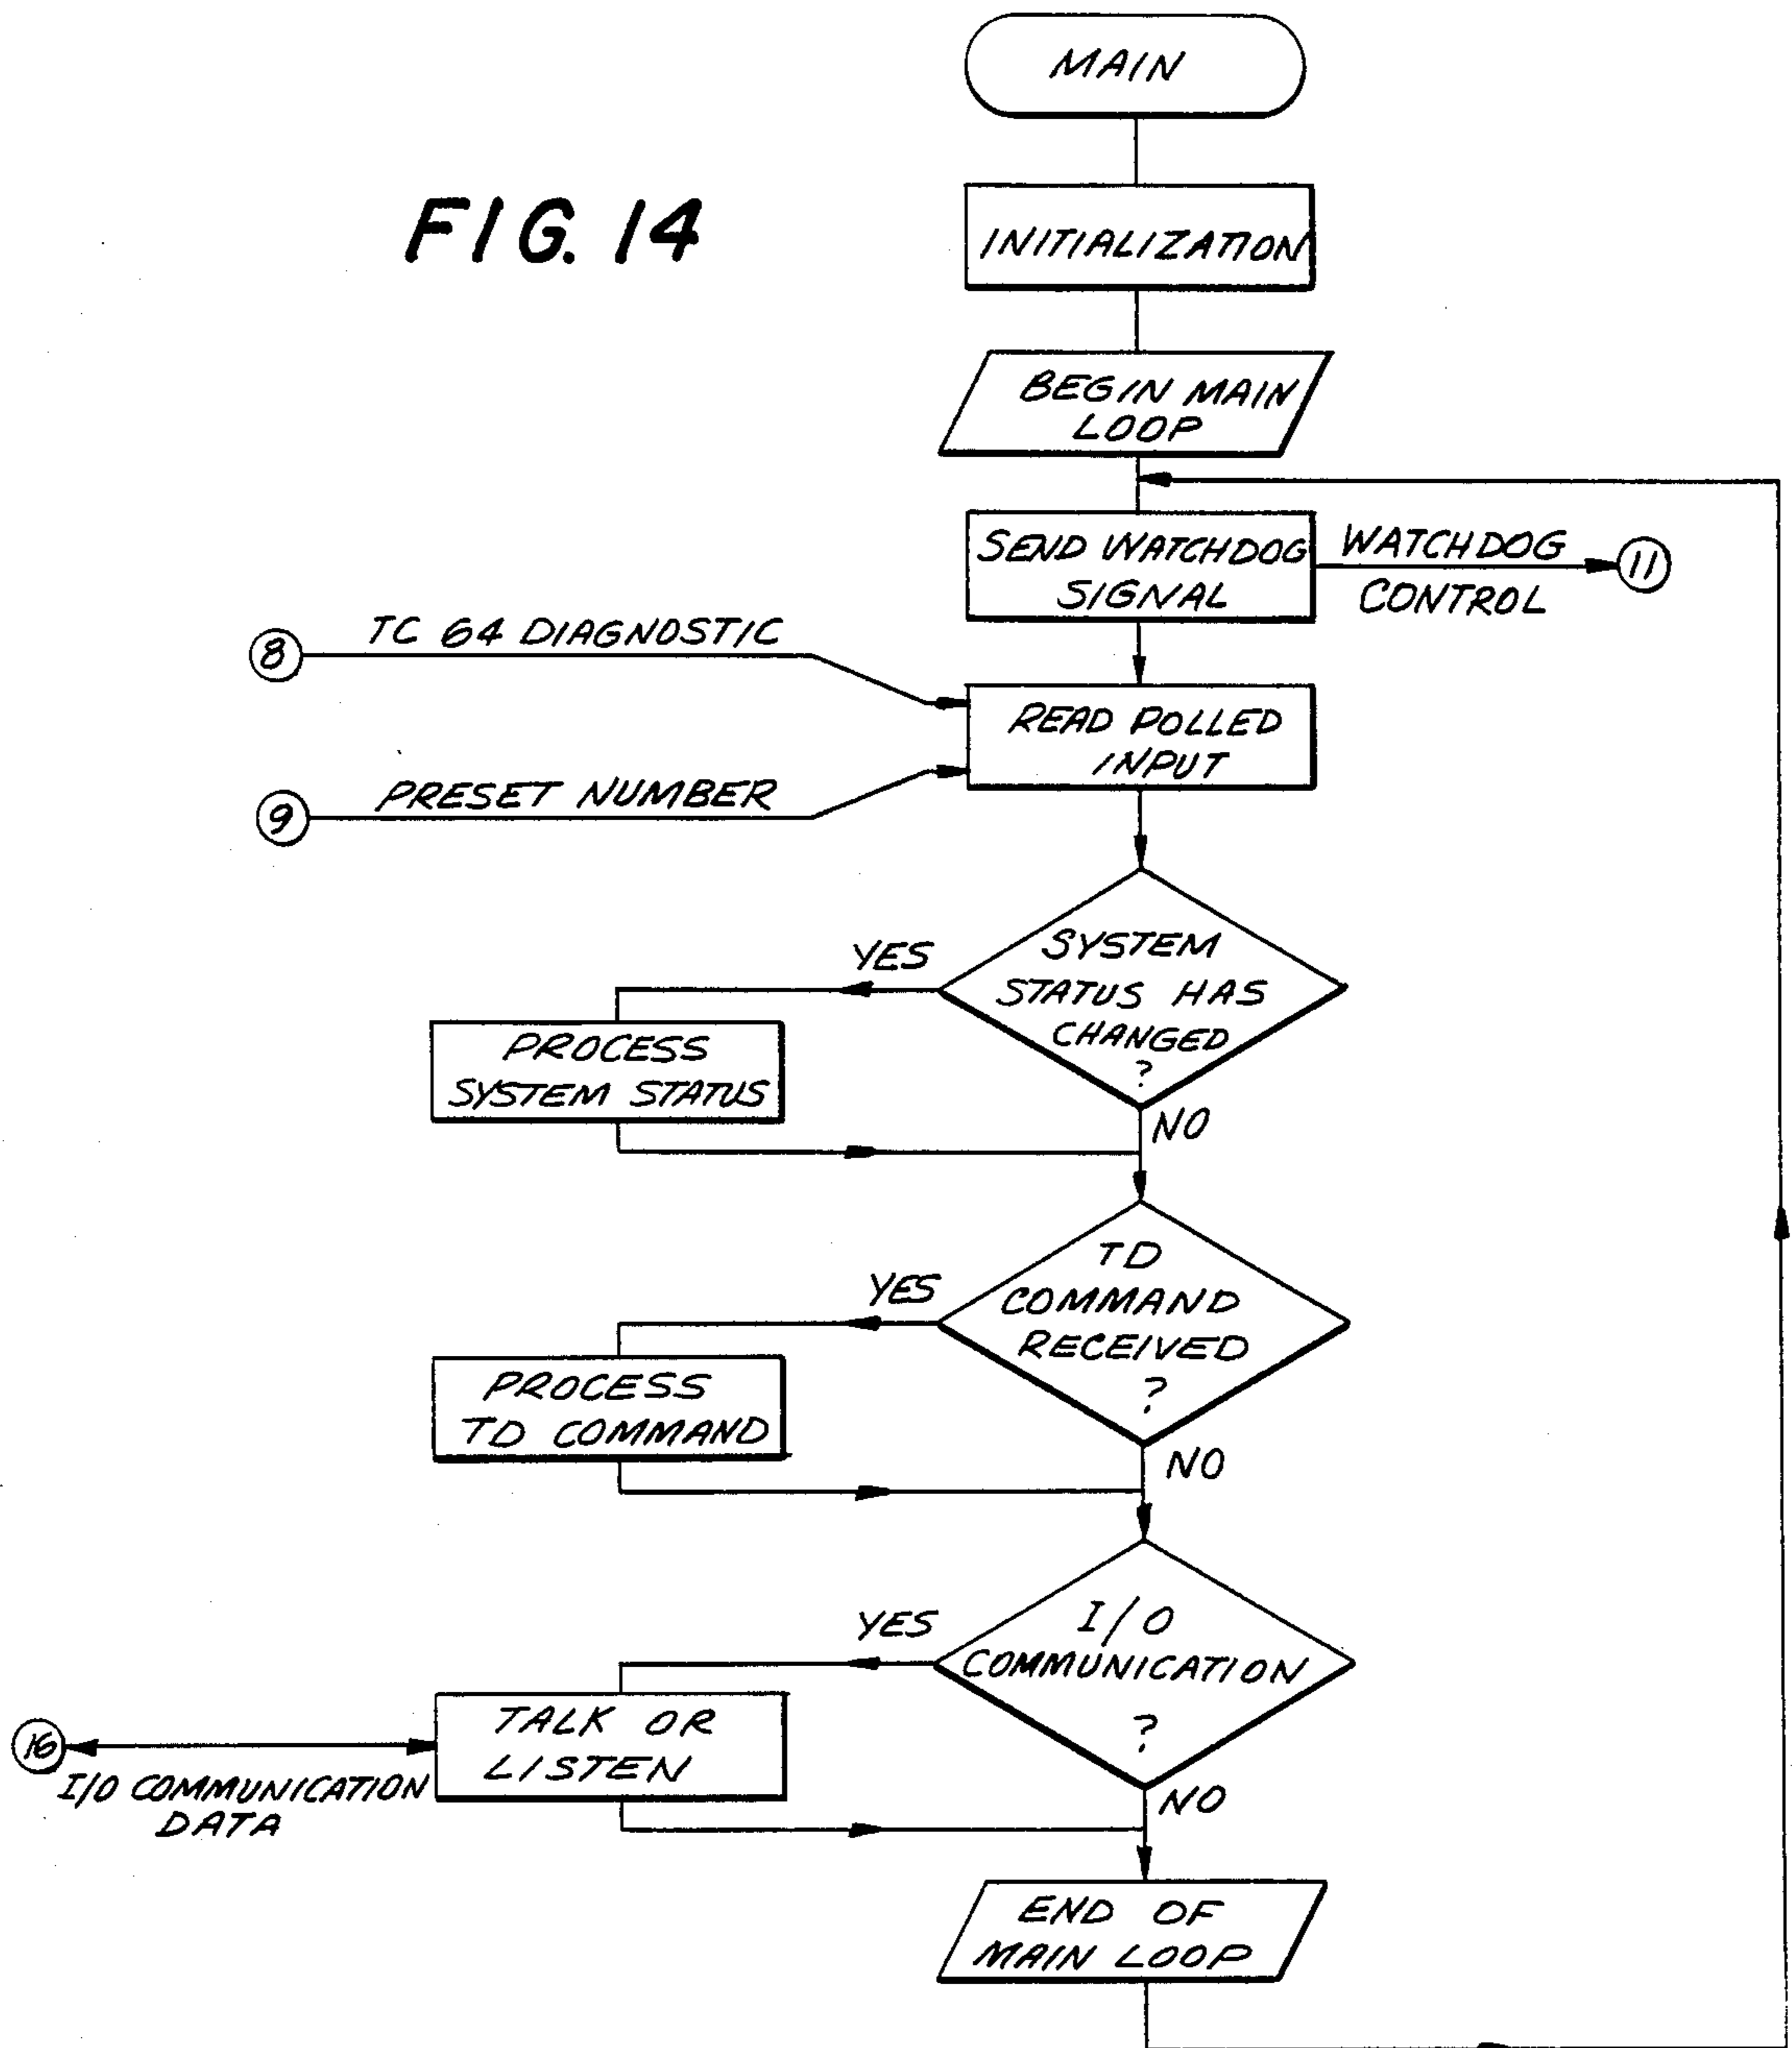 MAIN
FIG. 14
INITIALIZATION
BEGIN MAIN
LOOP
SEND WATCHDOG
SIGNAL
WATCHDOG
CONTROL
11
8
TC 64 DIAGNOSTIC
READ POLLED
INPUT
9
PRESET NUMBER
SYSTEM
STATUS HAS
CHANGED
?
YES
NO
PROCESS
SYSTEM STATUS
TD
COMMAND
RECEIVED
?
YES
NO
PROCESS
TD COMMAND
I/O
COMMUNICATION
?
YES
NO
TALK OR
LISTEN
16
I/O COMMUNICATION
DATA
END OF
MAIN LOOP